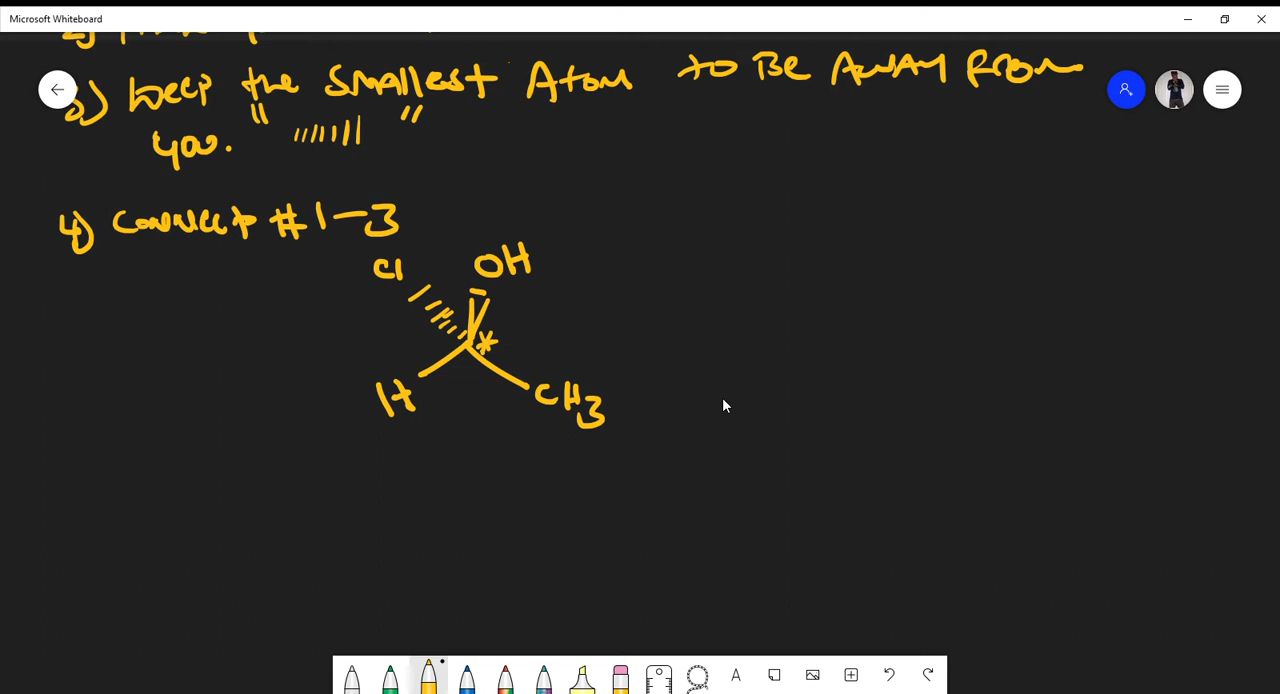 Microsoft Whiteboard
3) keep the smallest Atom to Be AWAY FROM
you.
4) connect #1-3
Cl OH
*
H CH3
A